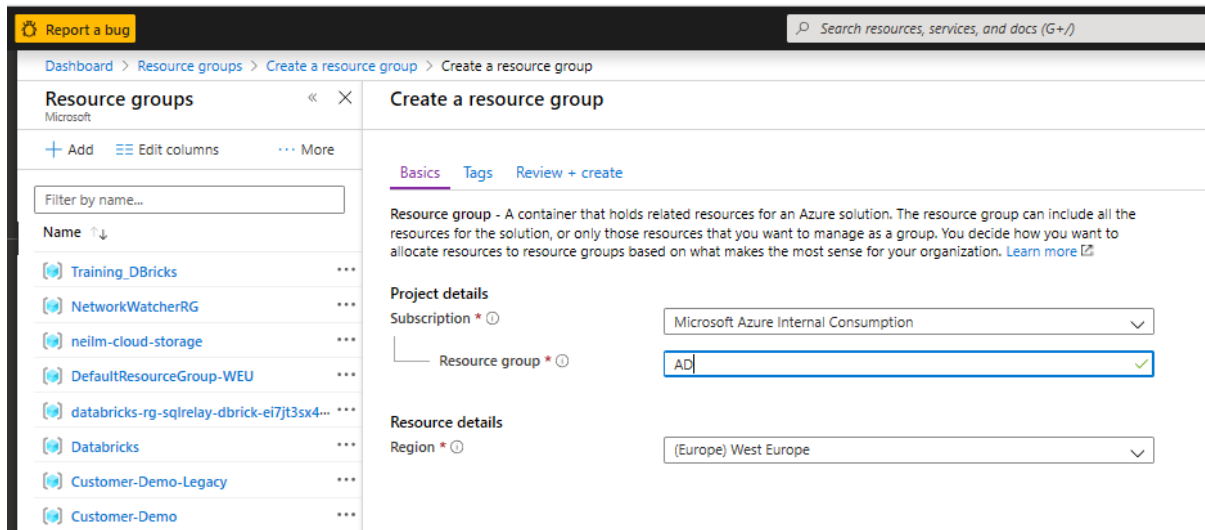 Report a bug
Search resources, services, and docs (G+/)
Dashboard > Resource groups > Create a resource group > Create a resource group
Resource groups
Microsoft
Add Edit columns ··· More
Filter by name...
Name ↑↓
Training_DBricks ···
NetworkWatcherRG ···
neilm-cloud-storage ···
DefaultResourceGroup-WEU ···
databricks-rg-sqlrelay-dbrick-ei7jt3sx4··· ···
Databricks ···
Customer-Demo-Legacy ···
Customer-Demo ···
Create a resource group
Basics Tags Review + create
Resource group - A container that holds related resources for an Azure solution. The resource group can include all the
resources for the solution, or only those resources that you want to manage as a group. You decide how you want to
allocate resources to resource groups based on what makes the most sense for your organization. Learn more
Project details
Subscription * Microsoft Azure Internal Consumption
Resource group * AD
Resource details
Region * (Europe) West Europe